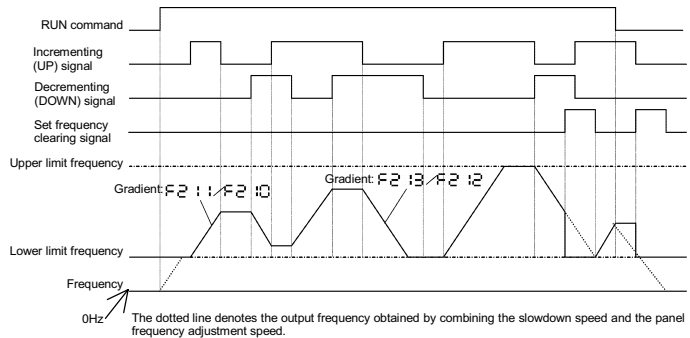 RUN command
Incrementing
(UP) signal
Decrementing
(DOWN) signal
Set frequency
clearing signal
Upper limit frequency
Gradient: F211/F210
Gradient: F213/F212
Lower limit frequency
Frequency
0Hz
The dotted line denotes the output frequency obtained by combining the slowdown speed and the panel
frequency adjustment speed.